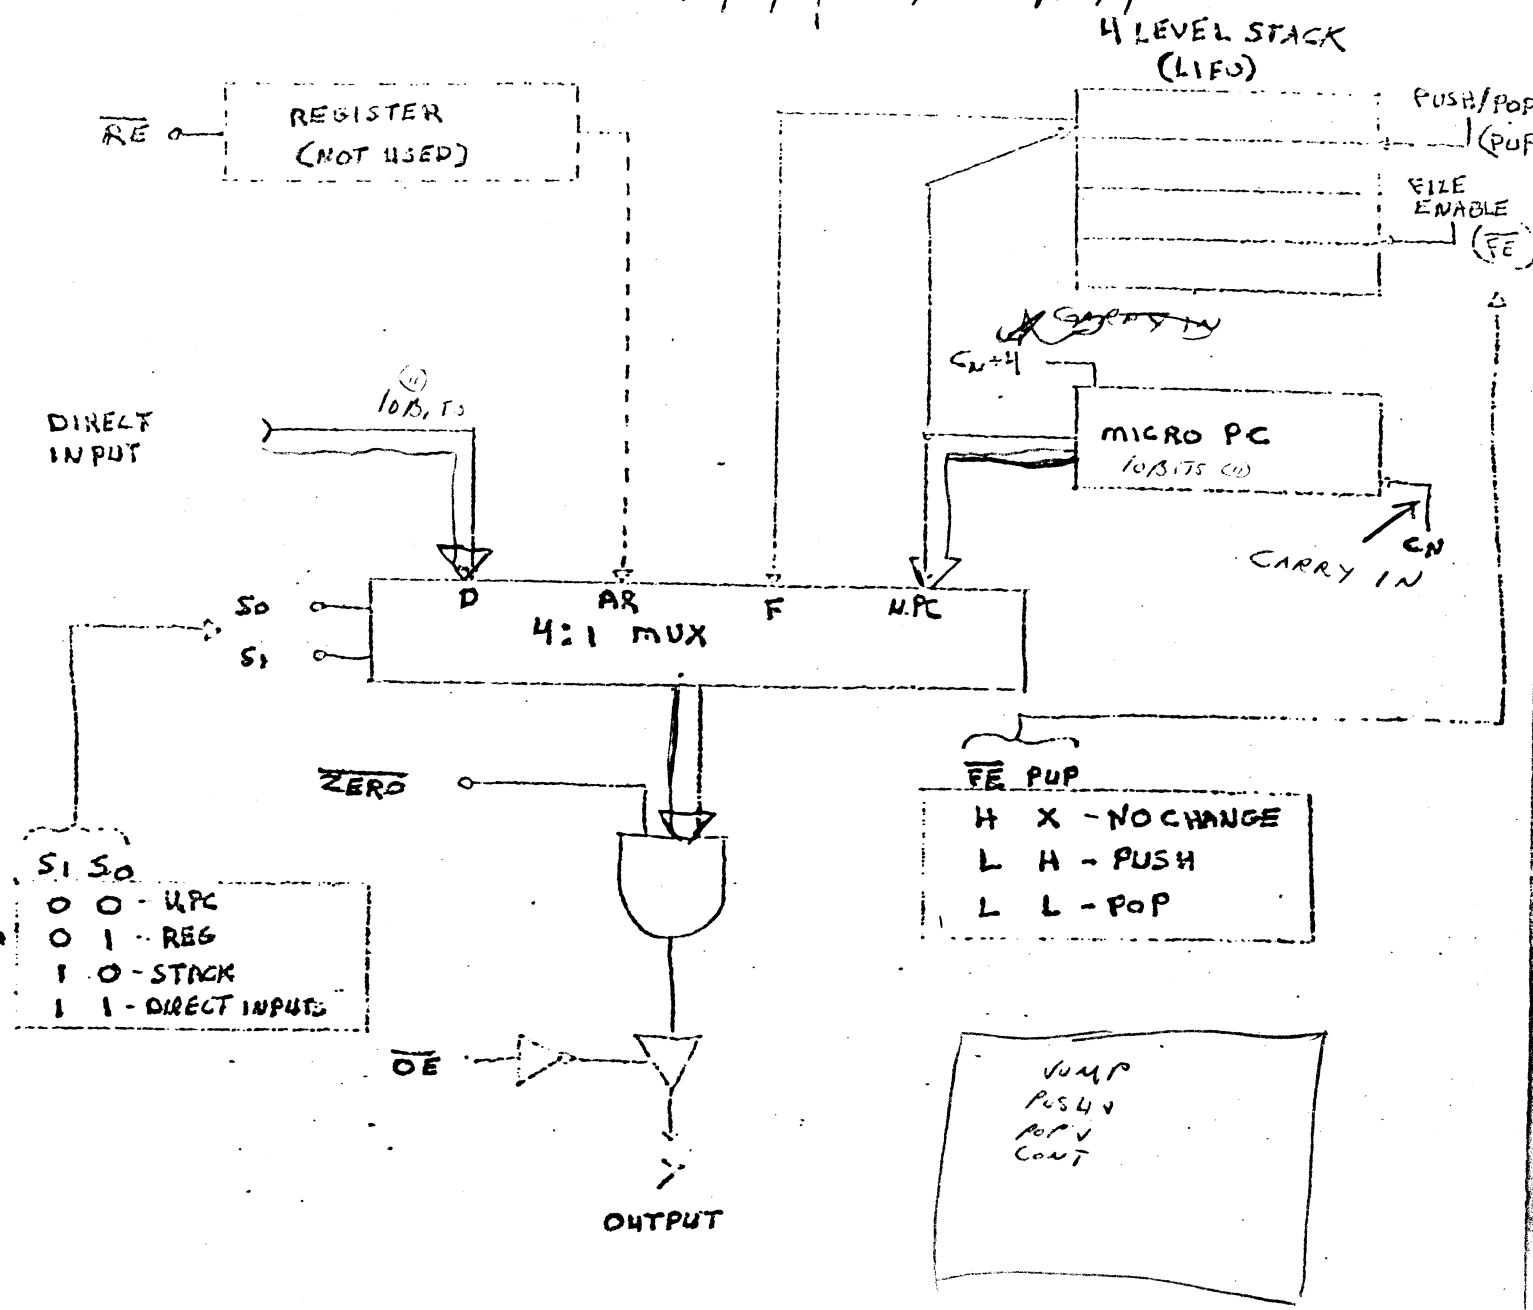 4 LEVEL STACK
(LIFO)
REGISTER
(NOT USED)
RE
PUSH/POP
(PUP
FILE
ENABLE
(FE)
CARRY IN
CN+4
10 BITS
DIRECT
INPUT
MICRO PC
10 BITS (11)
CN
CARRY IN
D AR F μPC
4:1 MUX
S0
S1
ZERO
FE PUP
H X - NO CHANGE
L H - PUSH
L L - POP
S1 S0
0 0 - μPC
0 1 - REG
1 0 - STACK
1 1 - DIRECT INPUTS
OE
JUMP
PUSH
POP
CONT
OUTPUT